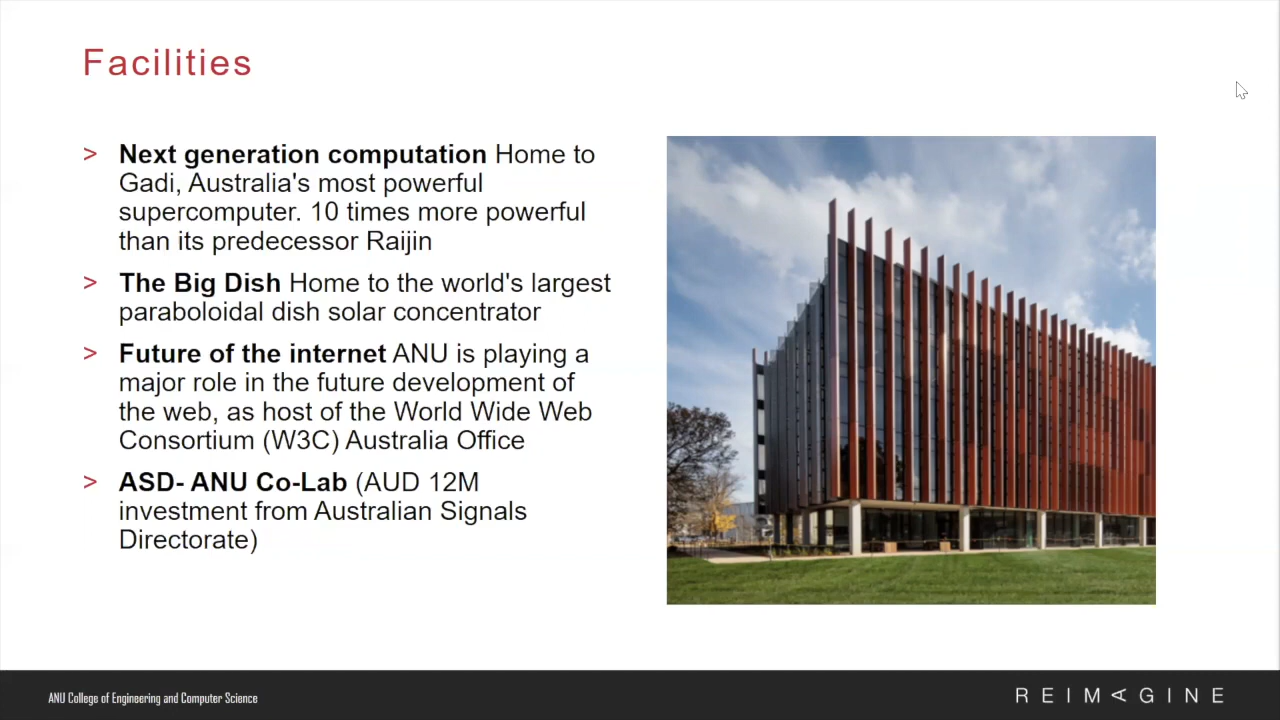 Facilities
> Next generation computation Home to
Gadi, Australia's most powerful
supercomputer. 10 times more powerful
than its predecessor Raijin
> The Big Dish Home to the world's largest
paraboloidal dish solar concentrator
> Future of the internet ANU is playing a
major role in the future development of
the web, as host of the World Wide Web
Consortium (W3C) Australia Office
> ASD- ANU Co-Lab (AUD 12M
investment from Australian Signals
Directorate)
ANU College of Engineering and Computer Science
REIMAGINE